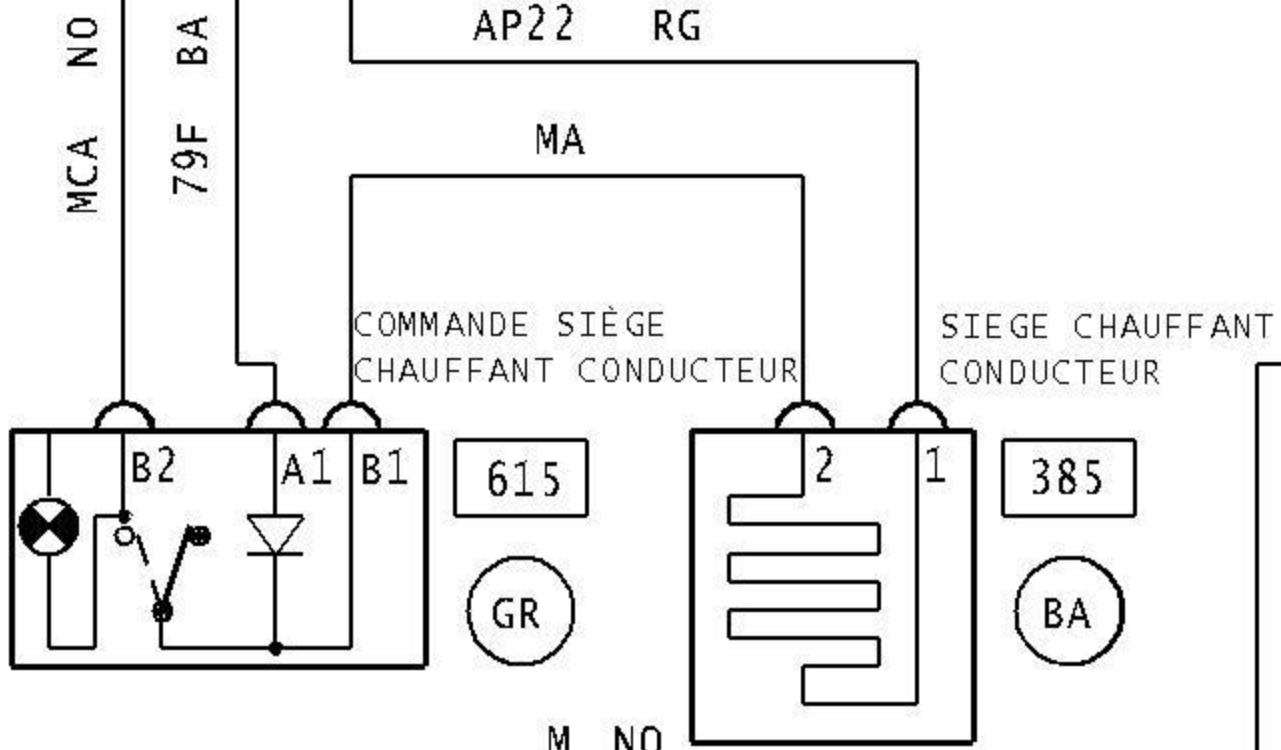 AP22 RG
MCA NO
79F BA
MA
COMMANDE SIÈGE
CHAUFFANT CONDUCTEUR
SIEGE CHAUFFANT
CONDUCTEUR
B2
A1
B1
615
2
1
385
GR
BA
M NO